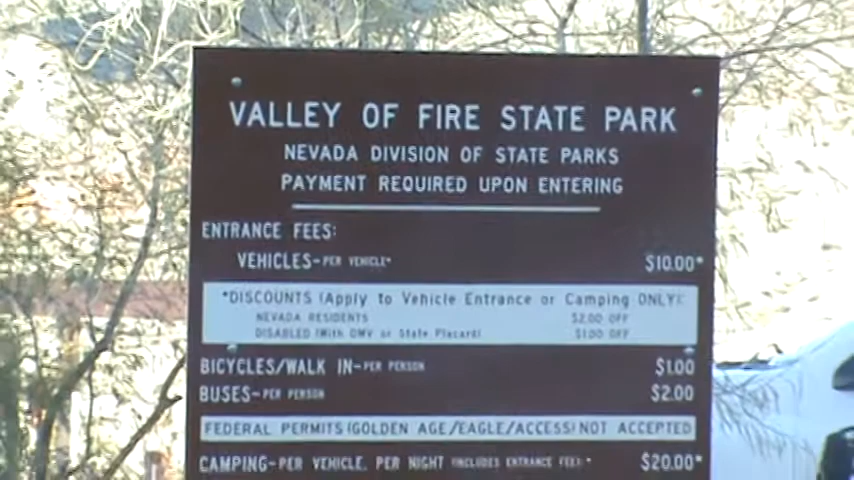 VALLEY OF FIRE STATE PARK
NEVADA DIVISION OF STATE PARKS
PAYMENT REQUIRED UPON ENTERING
ENTRANCE FEES:
VEHICLES-PER VEHICLE* $10.00*
*DISCOUNTS (Apply to Vehicle Entrance or Camping ONLY):
NEVADA RESIDENTS $2.00 OFF
DISABLED (With DMV or State Placard) $1.00 OFF
BICYCLES/WALK IN-PER PERSON $1.00
BUSES-PER PERSON $2.00
FEDERAL PERMITS (GOLDEN AGE/EAGLE/ACCESS) NOT ACCEPTED
CAMPING-PER VEHICLE, PER NIGHT (INCLUDES ENTRANCE FEE)* $20.00*